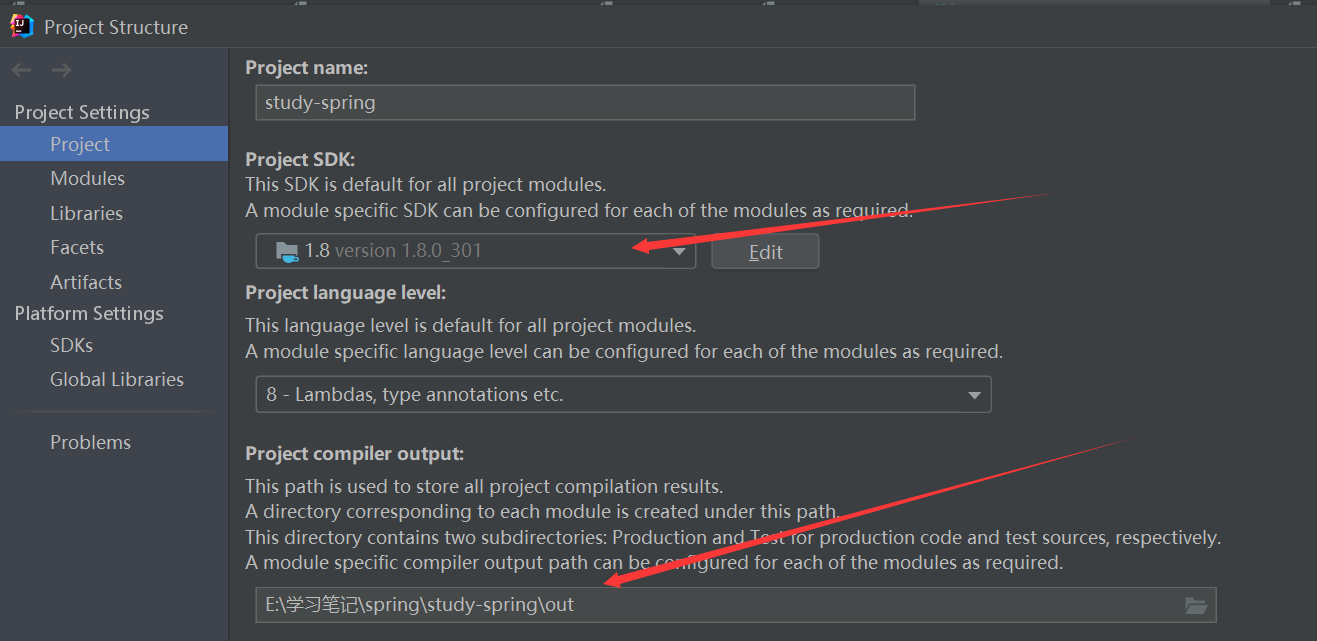 Project Structure
Project name:
study-spring
Project Settings
Project
Modules
Libraries
Facets
Artifacts
Platform Settings
SDKs
Global Libraries
Problems
Project SDK:
This SDK is default for all project modules.
A module specific SDK can be configured for each of the modules as required.
1.8 version 1.8.0_301
Edit
Project language level:
This language level is default for all project modules.
A module specific language level can be configured for each of the modules as required.
8 - Lambdas, type annotations etc.
Project compiler output:
This path is used to store all project compilation results.
A directory corresponding to each module is created under this path.
This directory contains two subdirectories: Production and Test for production code and test sources, respectively.
A module specific compiler output path can be configured for each of the modules as required.
E:\学习笔记\spring\study-spring\out